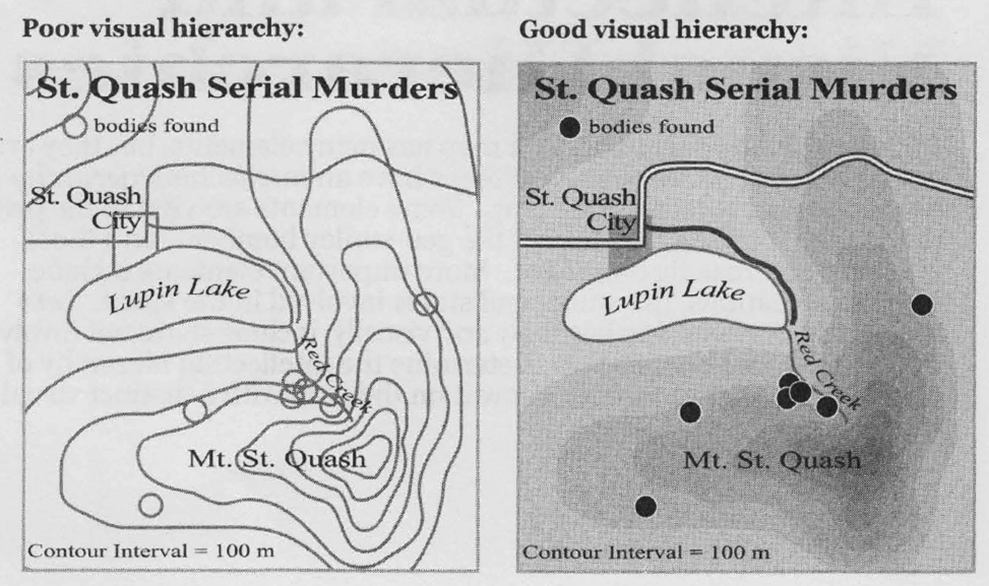 Poor visual hierarchy:
St. Quash Serial Murders
bodies found
St. Quash
City
Lupin Lake
Red Creek
Mt. St. Quash
Contour Interval = 100 m
Good visual hierarchy:
St. Quash Serial Murders
bodies found
St. Quash
City
Lupin Lake
Red Creek
Mt. St. Quash
Contour Interval = 100 m